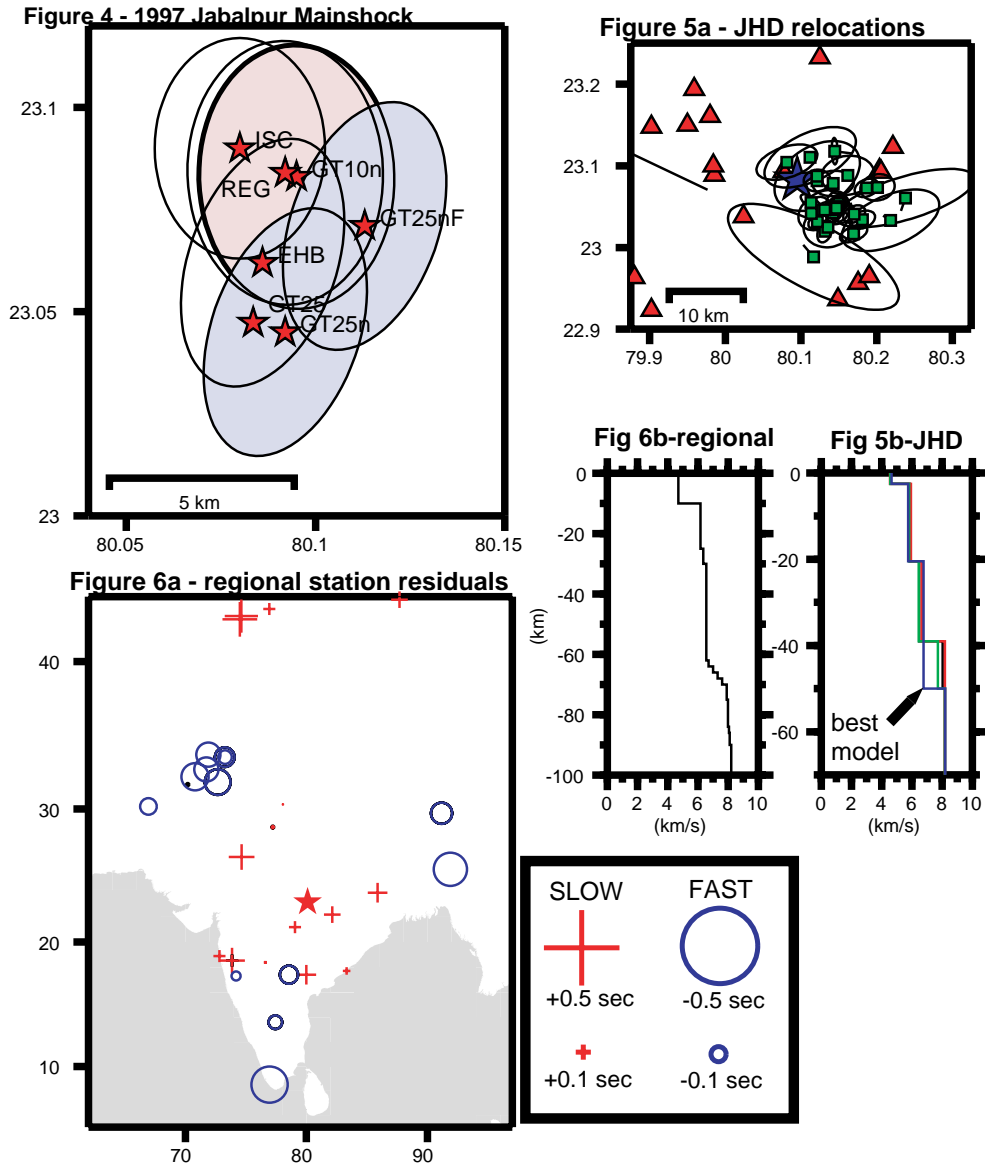 Figure 4 - 1997 Jabalpur Mainshock
23.1
23.05
23
ISC
REG
GT10n
GT25nF
EHB
GT25
GT25n
5 km
80.05
80.1
80.15
Figure 5a - JHD relocations
23.2
23.1
23
22.9
10 km
79.9
80
80.1
80.2
80.3
Fig 6b-regional
0
-20
-40
-60
-80
-100
(km)
0 2 4 6 8 10
(km/s)
Fig 5b-JHD
0
-20
-40
-60
best
model
0 2 4 6 8 10
(km/s)
Figure 6a - regional station residuals
40
30
20
10
70
80
90
SLOW
FAST
+0.5 sec
-0.5 sec
+0.1 sec
-0.1 sec